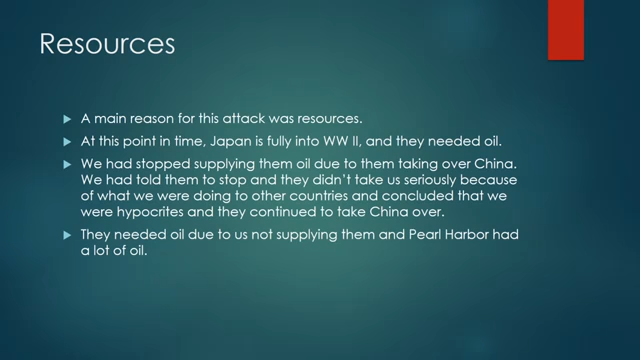 Resources
A main reason for this attack was resources.
At this point in time, Japan is fully into WW II, and they needed oil.
We had stopped supplying them oil due to them taking over China.
We had told them to stop and they didn't take us seriously because
of what we were doing to other countries and concluded that we
were hypocrites and they continued to take China over.
They needed oil due to us not supplying them and Pearl Harbor had
a lot of oil.